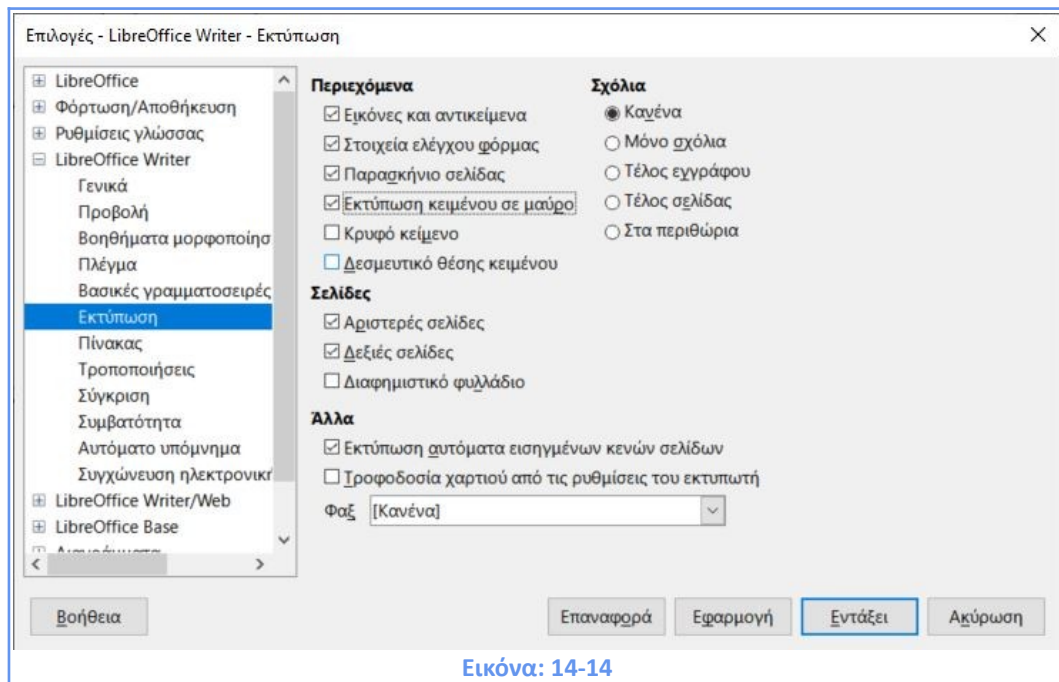 Επιλογές - LibreOffice Writer - Εκτύπωση
LibreOffice
Φόρτωση/Αποθήκευση
Ρυθμίσεις γλώσσας
LibreOffice Writer
Γενικά
Προβολή
Βοηθήματα μορφοποίησ
Πλέγμα
Βασικές γραμματοσειρές
Εκτύπωση
Πίνακας
Τροποποιήσεις
Σύγκριση
Συμβατότητα
Αυτόματο υπόμνημα
Συγχώνευση ηλεκτρονική
LibreOffice Writer/Web
LibreOffice Base
Περιεχόμενα
Εικόνες και αντικείμενα
Στοιχεία ελέγχου φόρμας
Παρασκήνιο σελίδας
Εκτύπωση κειμένου σε μαύρο
Κρυφό κείμενο
Δεσμευτικό θέσης κειμένου
Σχόλια
Κανένα
Μόνο σχόλια
Τέλος εγγράφου
Τέλος σελίδας
Στα περιθώρια
Σελίδες
Αριστερές σελίδες
Δεξιές σελίδες
Διαφημιστικό φυλλάδιο
Άλλα
Εκτύπωση αυτόματα εισηγμένων κενών σελίδων
Τροφοδοσία χαρτιού από τις ρυθμίσεις του εκτυπωτή
Φαξ [Κανένα]
Βοήθεια Επαναφορά Εφαρμογή Εντάξει Ακύρωση
Εικόνα: 14-14